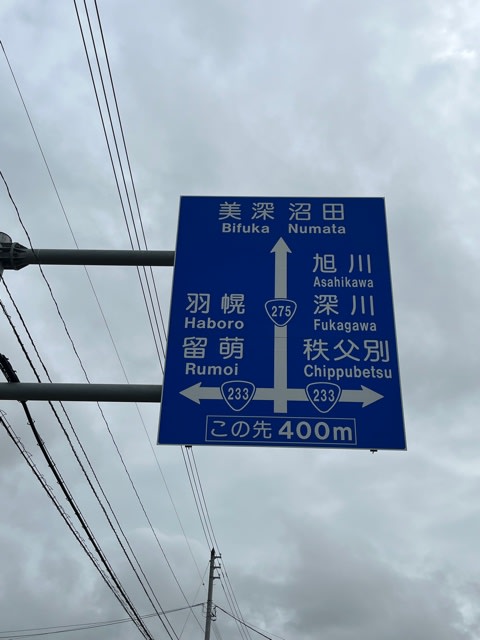 美深 沼田
Bifuka Numata
旭川
Asahikawa
275
羽幌
深川
Haboro
Fukagawa
留萌
秩父別
Rumoi
Chippubetsu
233
233
この先 400m